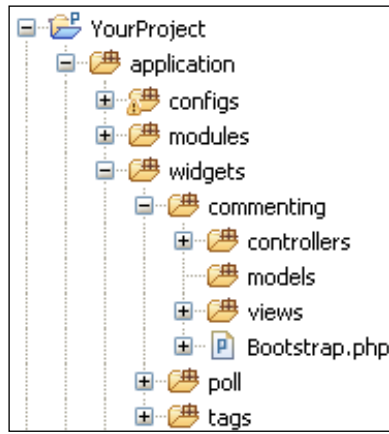 YourProject
application
configs
modules
widgets
commenting
controllers
models
views
Bootstrap.php
poll
tags